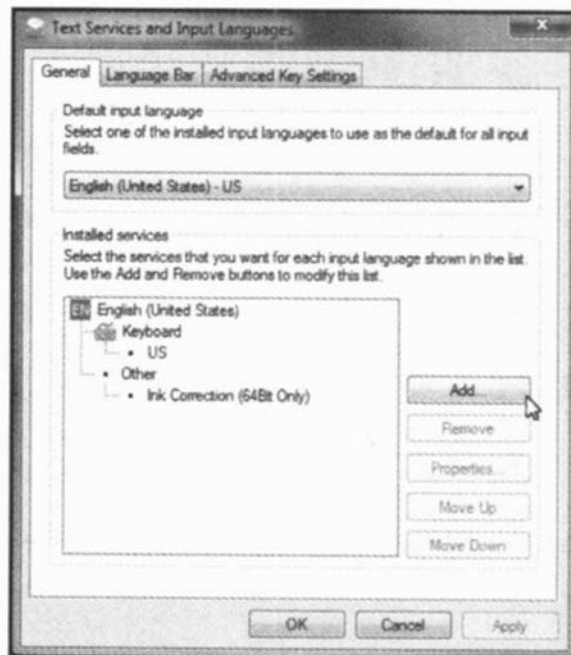 Text Services and Input Languages
General
Language Bar
Advanced Key Settings
Default input language
Select one of the installed input languages to use as the default for all input
fields.
English (United States) - US
Installed services
Select the services that you want for each input language shown in the list.
Use the Add and Remove buttons to modify this list.
EN English (United States)
Keyboard
US
Other
Ink Correction (64Bit Only)
Add...
Remove
Properties...
Move Up
Move Down
OK
Cancel
Apply